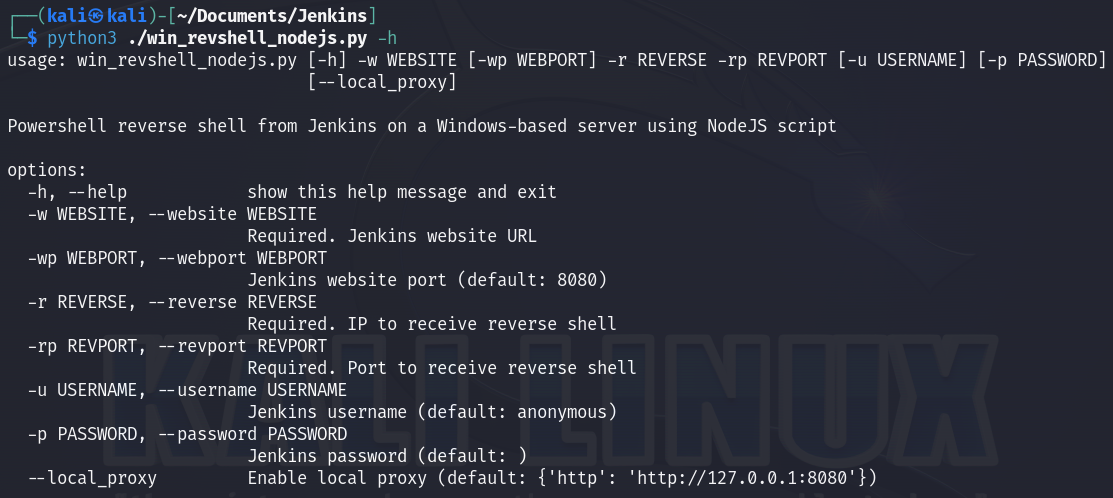 ┌──(kali㉿kali)-[~/Documents/Jenkins]
└─$ python3 ./win_revshell_nodejs.py -h
usage: win_revshell_nodejs.py [-h] -w WEBSITE [-wp WEBPORT] -r REVERSE -rp REVPORT [-u USERNAME] [-p PASSWORD]
[--local_proxy]
Powershell reverse shell from Jenkins on a Windows-based server using NodeJS script
options:
-h, --help show this help message and exit
-w WEBSITE, --website WEBSITE
Required. Jenkins website URL
-wp WEBPORT, --webport WEBPORT
Jenkins website port (default: 8080)
-r REVERSE, --reverse REVERSE
Required. IP to receive reverse shell
-rp REVPORT, --revport REVPORT
Required. Port to receive reverse shell
-u USERNAME, --username USERNAME
Jenkins username (default: anonymous)
-p PASSWORD, --password PASSWORD
Jenkins password (default: )
--local_proxy Enable local proxy (default: {'http': 'http://127.0.0.1:8080'})
KALI LINUX